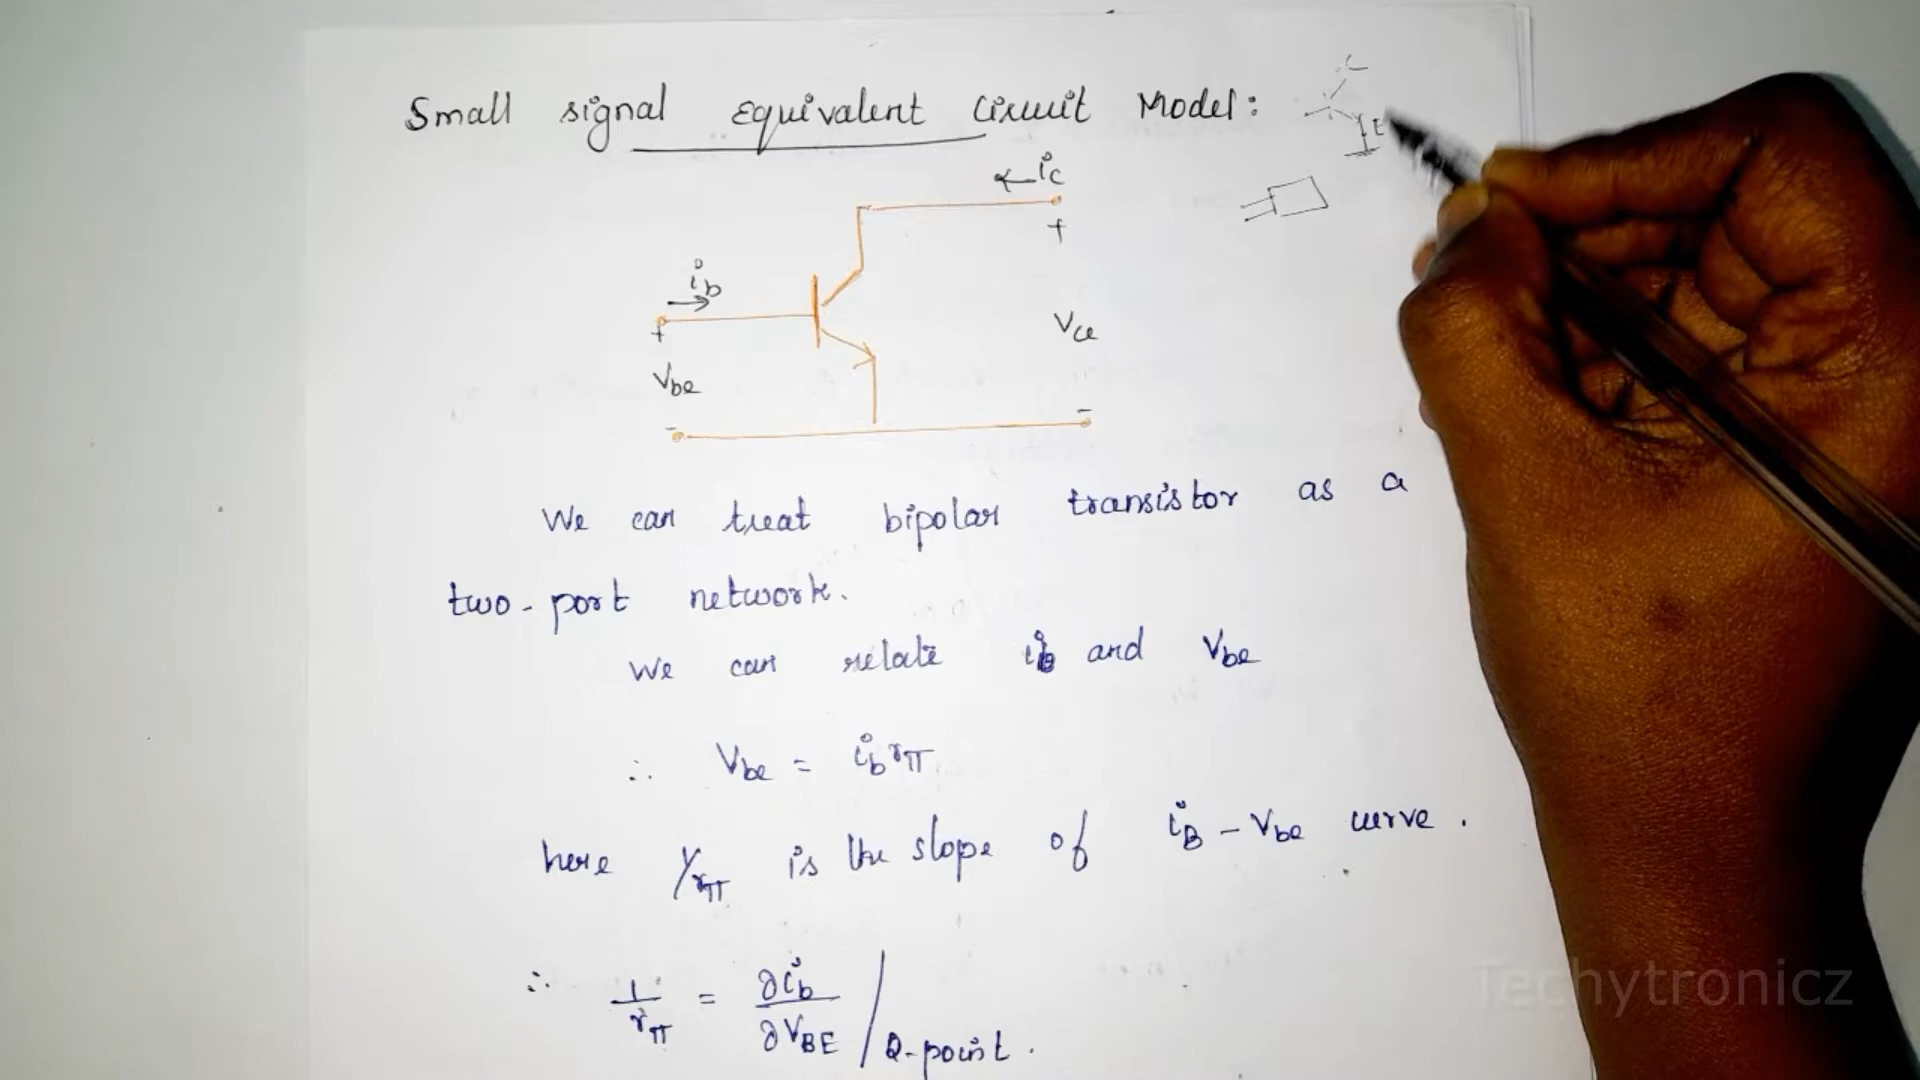 Small signal equivalent Circuit Model:
← ic
+
ib
→
+
Vce
Vbe
-
-
We can treat bipolar transistor as a
two-port network.
We can relate ib and Vbe
∴ Vbe = ibrπ
here 1/rπ is the slope of iB - Vbe curve.
∴ 1/rπ = ∂ib/∂VBE / Q-point.
Techytronicz